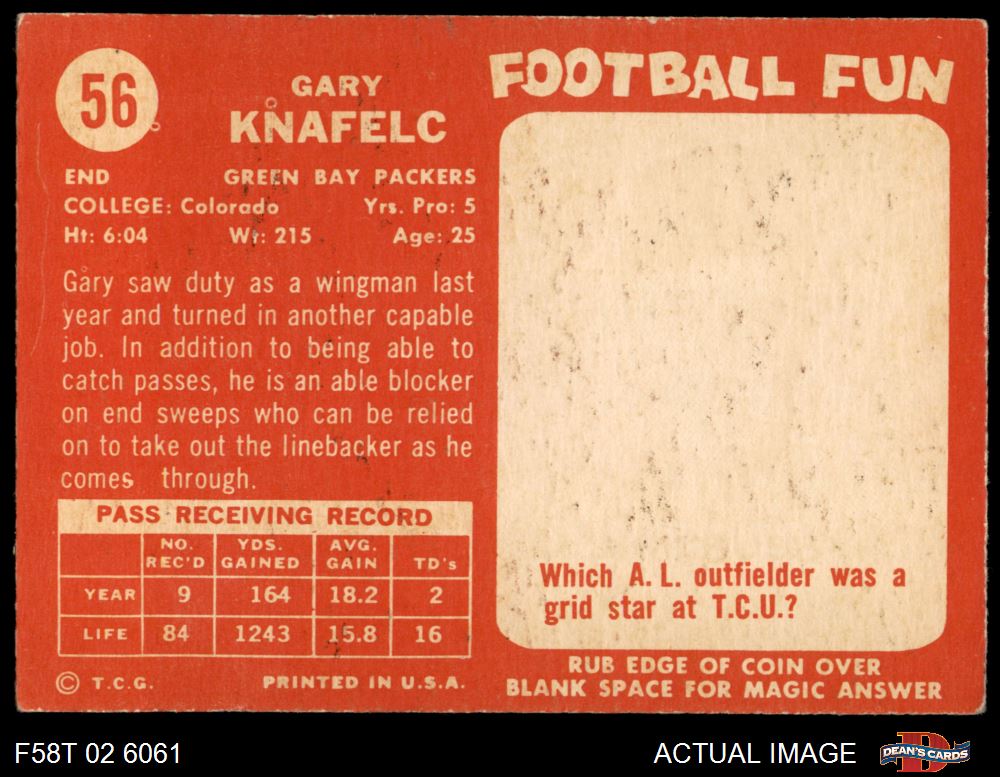 56
GARY
KNAFELC
END GREEN BAY PACKERS
COLLEGE: Colorado Yrs. Pro: 5
Ht: 6:04 Wt: 215 Age: 25
Gary saw duty as a wingman last
year and turned in another capable
job. In addition to being able to
catch passes, he is an able blocker
on end sweeps who can be relied
on to take out the linebacker as he
comes through.
PASS RECEIVING RECORD
NO. REC'D YDS. GAINED AVG. GAIN TD's
YEAR 9 164 18.2 2
LIFE 84 1243 15.8 16
© T.C.G. PRINTED IN U.S.A.
FOOTBALL FUN
Which A. L. outfielder was a
grid star at T.C.U.?
RUB EDGE OF COIN OVER
BLANK SPACE FOR MAGIC ANSWER
F58T 02 6061 ACTUAL IMAGE DEAN'S CARDS